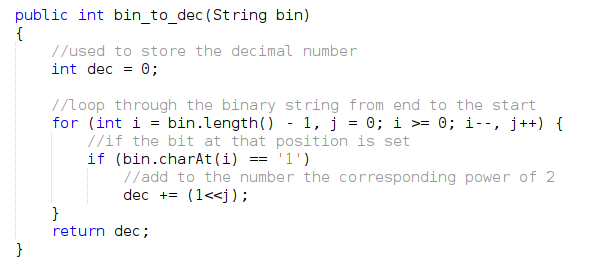 public int bin_to_dec(String bin)
{
    //used to store the decimal number
    int dec = 0;

    //loop through the binary string from end to the start
    for (int i = bin.length() - 1, j = 0; i >= 0; i--, j++) {
        //if the bit at that position is set
        if (bin.charAt(i) == '1')
            //add to the number the corresponding power of 2
            dec += (1<<j);
    }
    return dec;
}